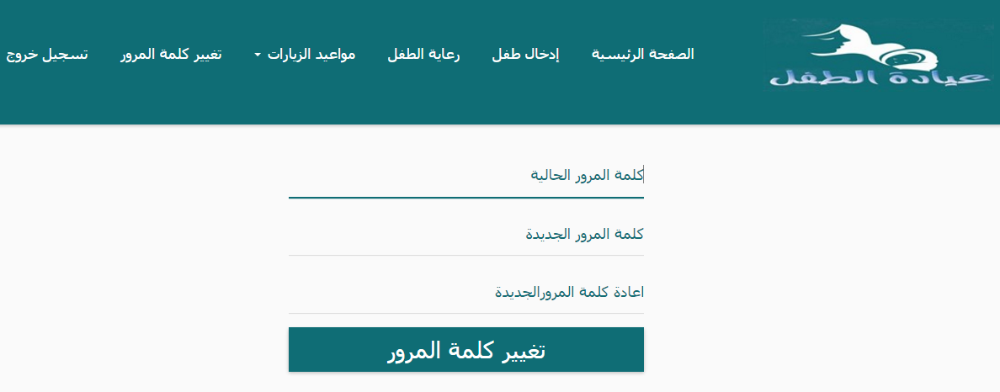 عيادة الطفل
الصفحة الرئيسية إدخال طفل رعاية الطفل مواعيد الزيارات تغيير كلمة المرور تسجيل خروج
كلمة المرور الحالية
كلمة المرور الجديدة
اعادة كلمة المرورالجديدة
تغيير كلمة المرور